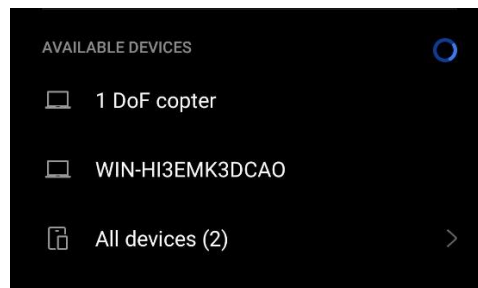 AVAILABLE DEVICES
1 DoF copter
WIN-HI3EMK3DCAO
All devices (2)